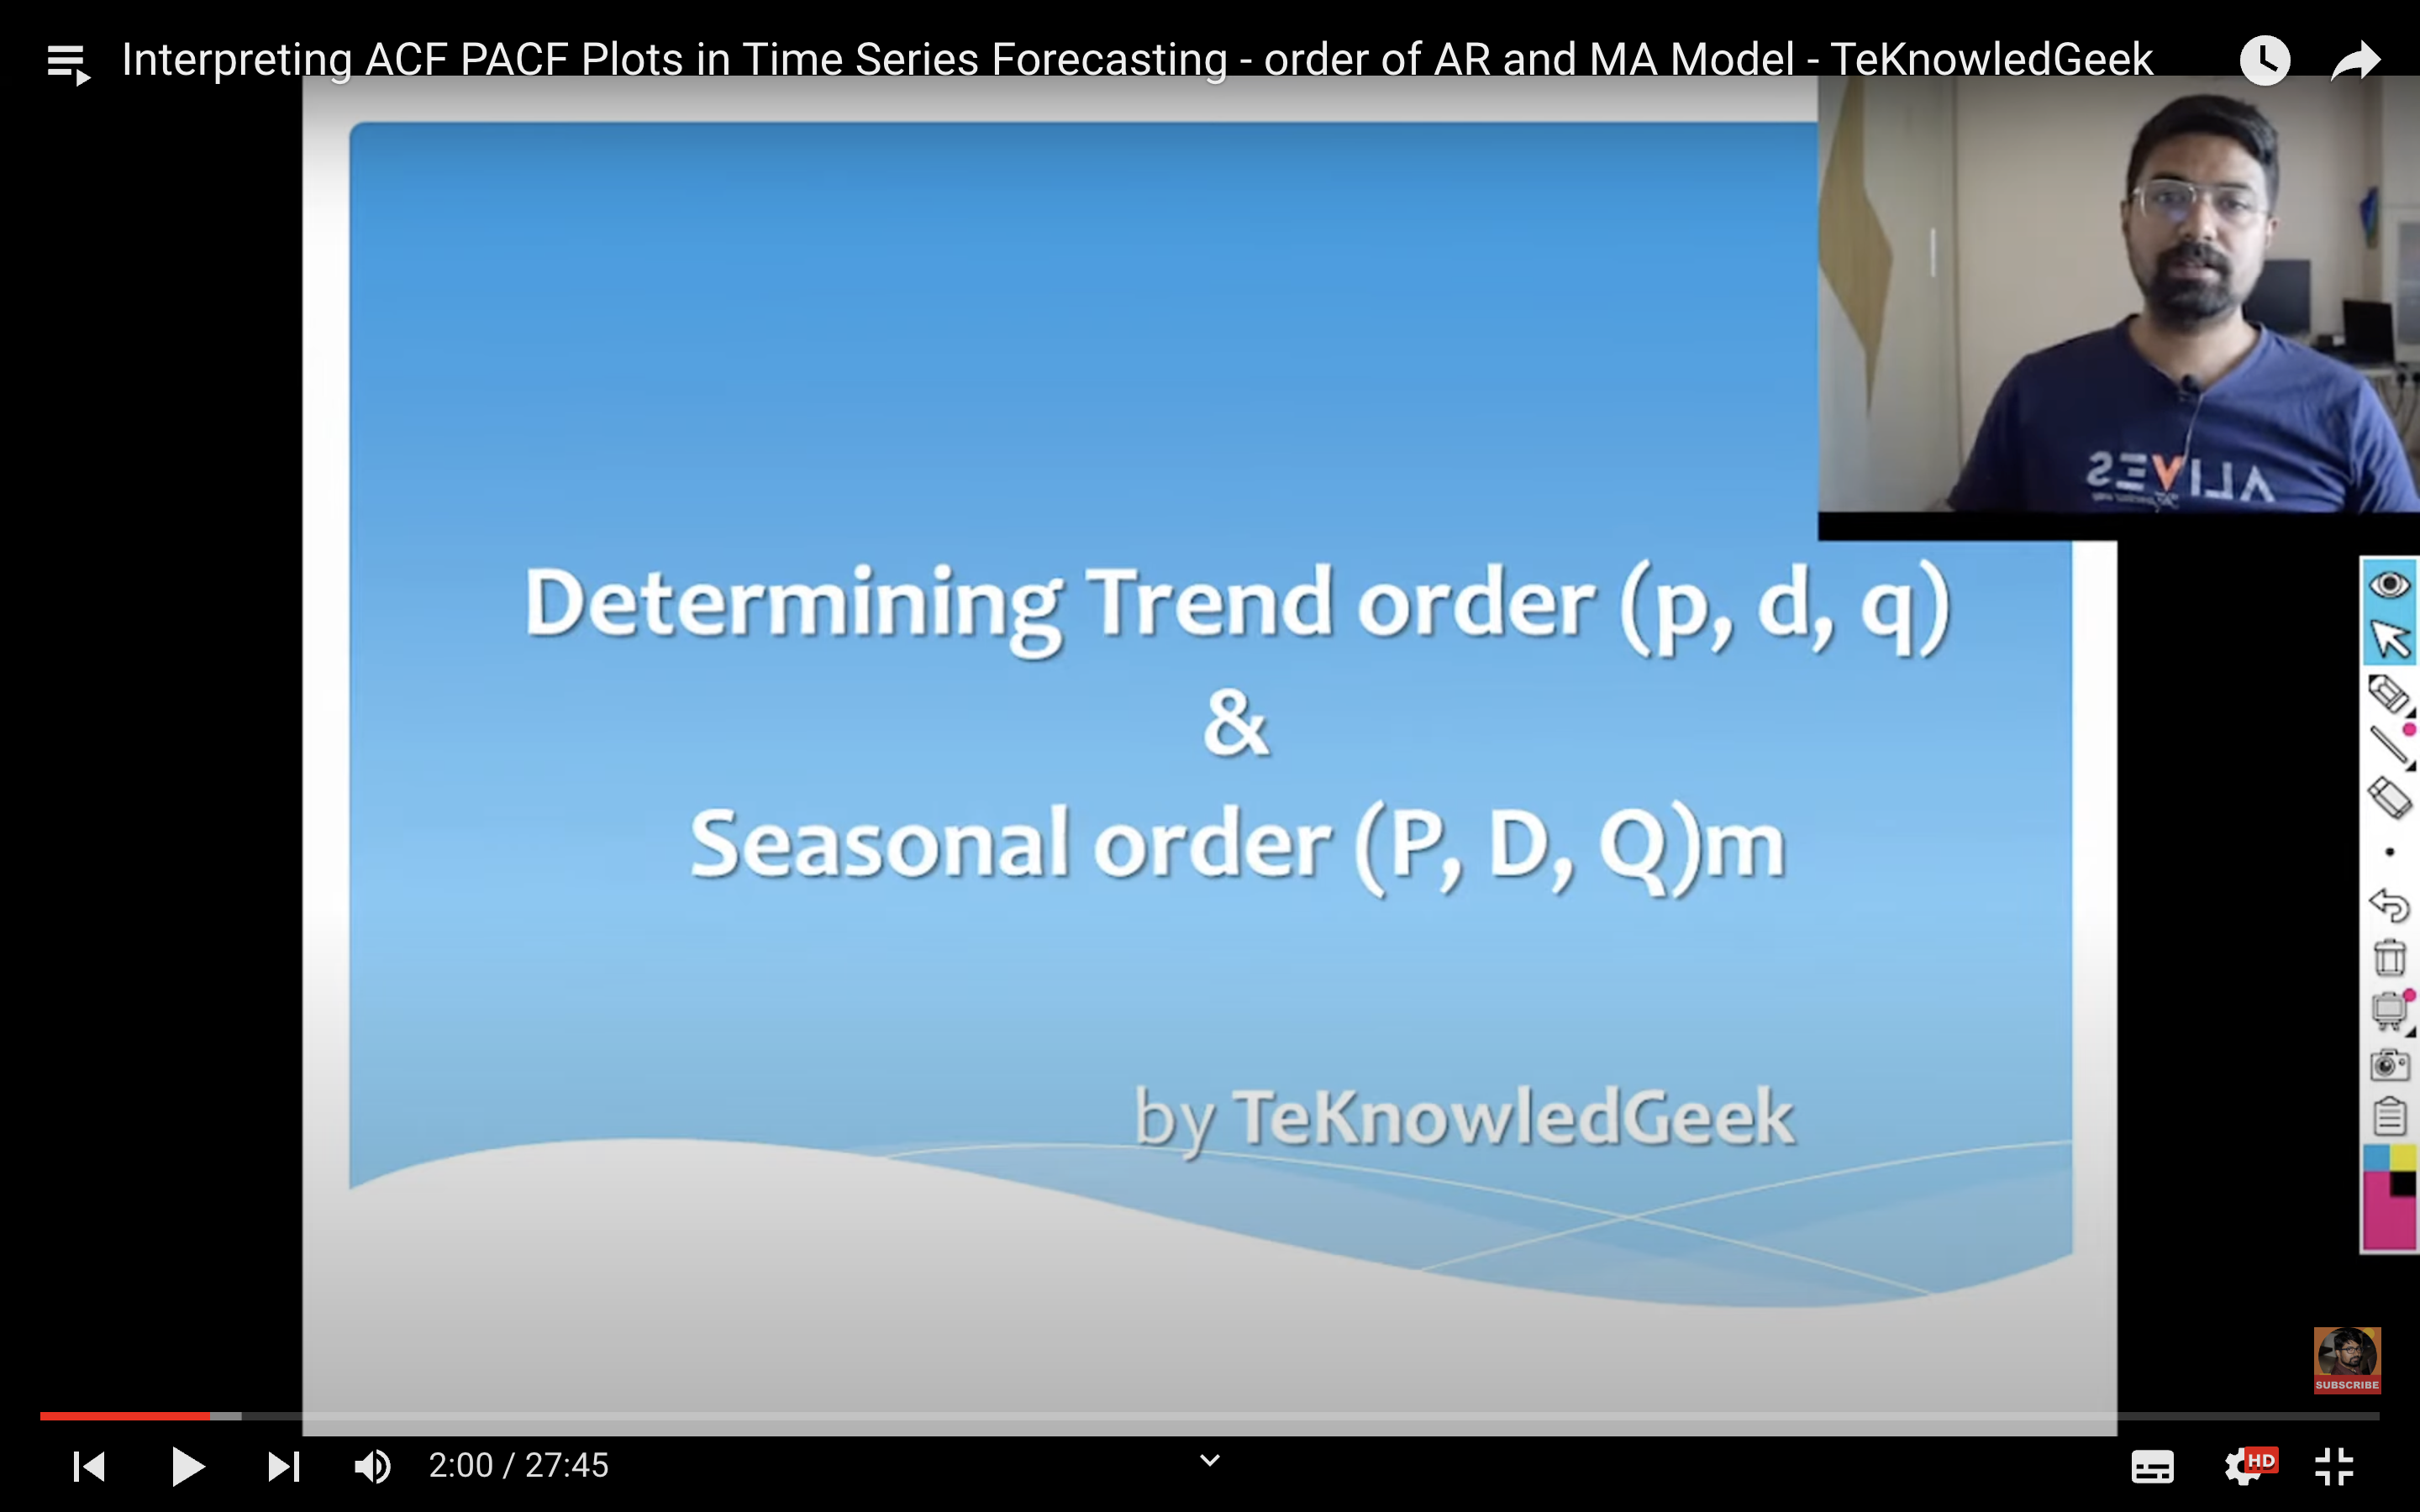 Interpreting ACF PACF Plots in Time Series Forecasting - order of AR and MA Model - TeKnowledGeek
ALIVES
Determining Trend order (p, d, q)
&
Seasonal order (P, D, Q)m
by TeKnowledGeek
SUBSCRIBE
2:00 / 27:45
HD